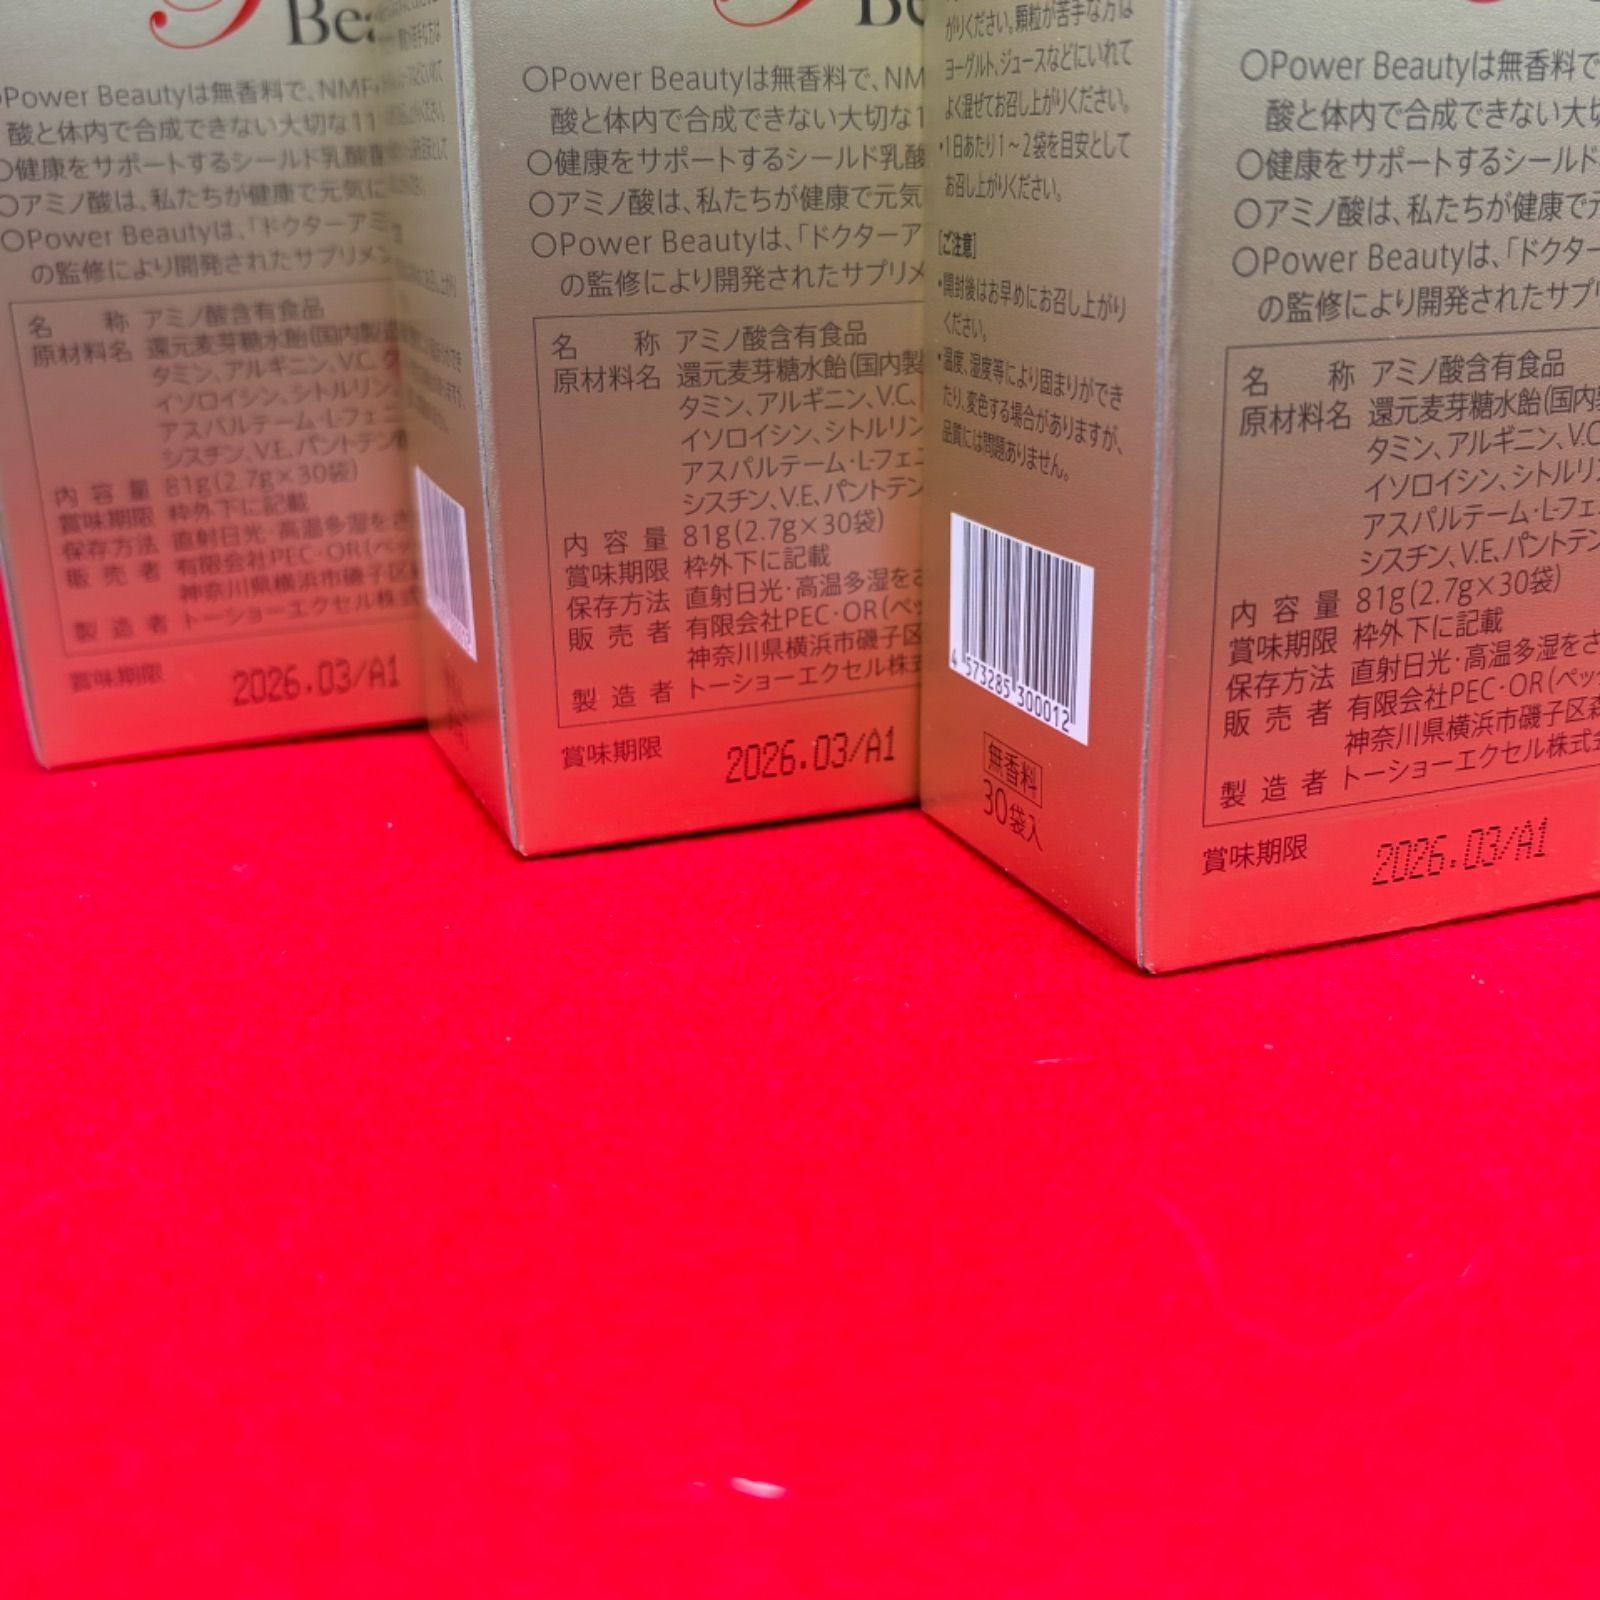 Bea
〇Power Beautyは無香料で、NMF
酸と体内で合成できない大切な11
〇健康をサポートするシールド乳酸菌
〇アミノ酸は、私たちが健康で元気に
〇Power Beautyは、「ドクターアミ
の監修により開発されたサプリメン
名 称 アミノ酸含有食品
原材料名 還元麦芽糖水飴(国内製造
タミン、アルギニン、V.C.
イソロイシン、シトルリン
アスパルテーム・L-フェニ
シスチン、V.E、パントテン
内容量 81g(2.7g×30袋)
賞味期限 枠外下に記載
保存方法 直射日光・高温多湿をさ
販売者 有限会社PEC・OR(ペッ
神奈川県横浜市磯子区
製造者 トーショーエクセル株式
賞味期限 2026.03/A1
Be
〇Power Beautyは無香料で、NM
酸と体内で合成できない大切な1
〇健康をサポートするシールド乳酸
〇アミノ酸は、私たちが健康で元気
〇Power Beautyは、「ドクターア
の監修により開発されたサプリメ
名 称 アミノ酸含有食品
原材料名 還元麦芽糖水飴(国内製
タミン、アルギニン、V.C.
イソロイシン、シトルリン
アスパルテーム・L-フェニ
シスチン、V.E、パントテン
内容量 81g(2.7g×30袋)
賞味期限 枠外下に記載
保存方法 直射日光・高温多湿をさ
販売者 有限会社PEC・OR(ペッ
神奈川県横浜市磯子区
製造者 トーショーエクセル株式
賞味期限 2026.03/A1
がりください。顆粒が苦手な方は
ヨーグルト、ジュースなどにいれて
よく混ぜてお召し上がりください。
・1日あたり1～2袋を目安として
お召し上がりください。
[ご注意]
・開封後はお早めにお召し上がり
ください。
・温度、湿度等により固まりができ
たり、変色する場合がありますが、
品質には問題ありません。
4 573285 300012
無香料
30袋入
〇Power Beautyは無香料で
酸と体内で合成できない大切
〇健康をサポートするシールド
〇アミノ酸は、私たちが健康で元
〇Power Beautyは、「ドクター
の監修により開発されたサプリ
名 称 アミノ酸含有食品
原材料名 還元麦芽糖水飴(国内
タミン、アルギニン、V.C
イソロイシン、シトルリン
アスパルテーム・L-フェ
シスチン、V.E、パントテン
内容量 81g(2.7g×30袋)
賞味期限 枠外下に記載
保存方法 直射日光・高温多湿をさ
販売者 有限会社PEC・OR(ペッ
神奈川県横浜市磯子区森
製造者 トーショーエクセル株式
賞味期限 2026.03/A1